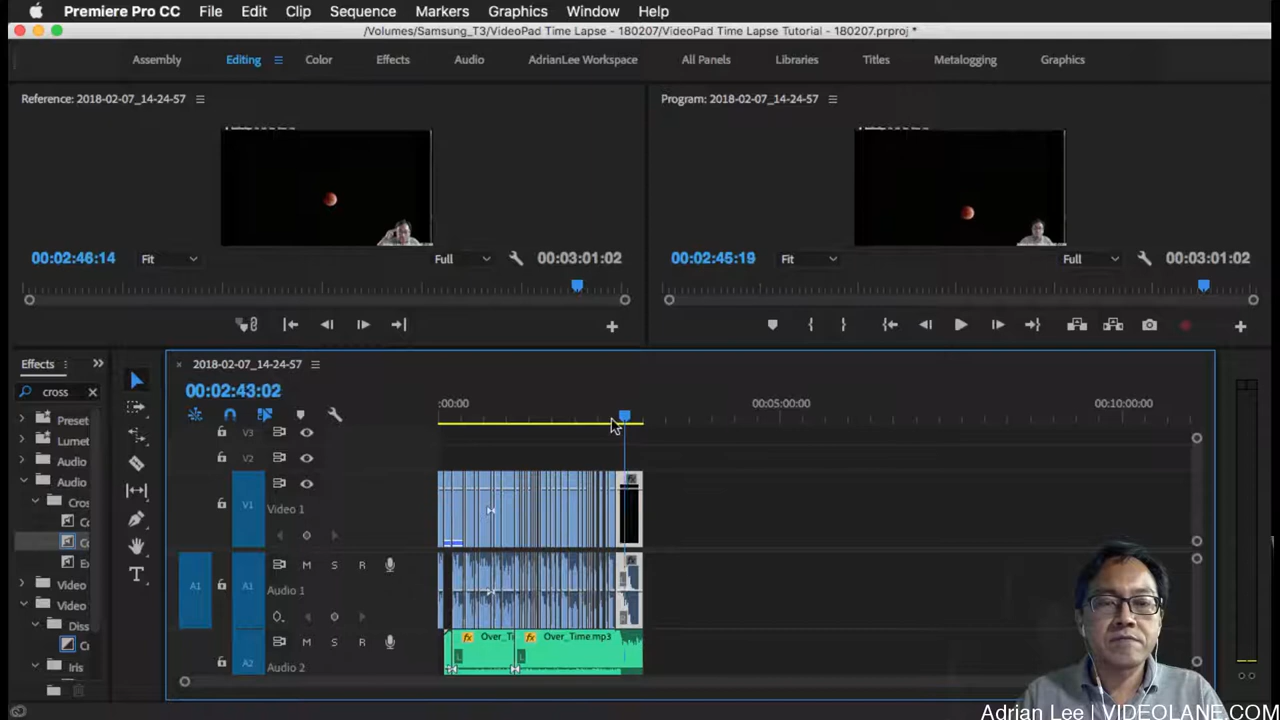 Premiere Pro CC File Edit Clip Sequence Markers Graphics Window Help
/Volumes/Samsung_T3/VideoPad Time Lapse - 180207/VideoPad Time Lapse Tutorial - 180207.prproj *
Assembly Editing Color Effects Audio AdrianLee Workspace All Panels Libraries Titles Metalogging Graphics
Reference: 2018-02-07_14-24-57
Program: 2018-02-07_14-24-57
00:02:46:14 Fit Full 00:03:01:02
00:02:45:19 Fit Full 00:03:01:02
Effects
cross
Preset
Lumet
Audio
Audio
Cros
Co
Co
Ex
Video
Video
Diss
Cr
Iris
× 2018-02-07_14-24-57
00:02:43:02
:00:00 00:05:00:00 00:10:00:00
V3
V2
V1 Video 1
A1 A1 M S R
Audio 1
M S R
A2 Audio 2
fx Over_Ti fx Over_Time.mp3
L L
Adrian Lee | VIDEOLANE.COM